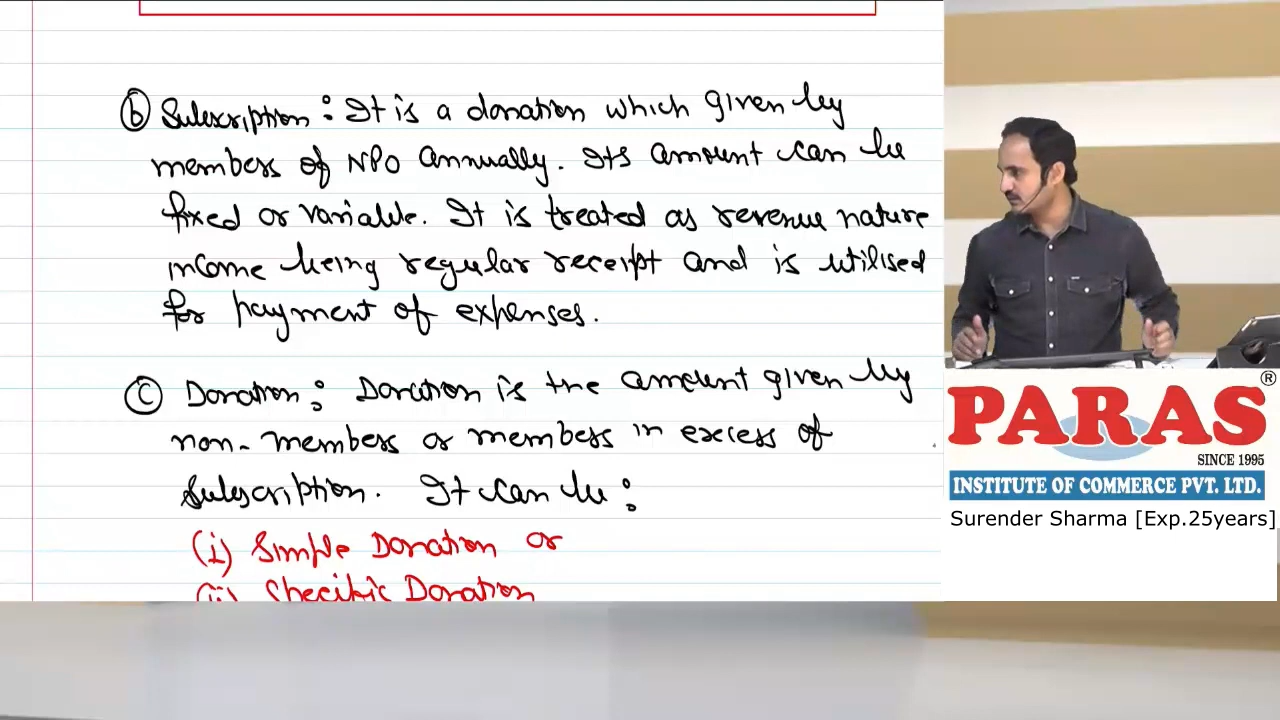 (b) Subscription: It is a donation which given by
members of NPO annually. Its amount can be
fixed or variable. It is treated as revenue nature
income being regular receipt and is utilised
for payment of expenses.
(c) Donation: Donation is the amount given by
non-members or members in excess of
Subscription. It can be:
(i) Simple Donation or
(ii) Specific Donation
PARAS®
SINCE 1995
INSTITUTE OF COMMERCE PVT. LTD.
Surender Sharma [Exp.25years]